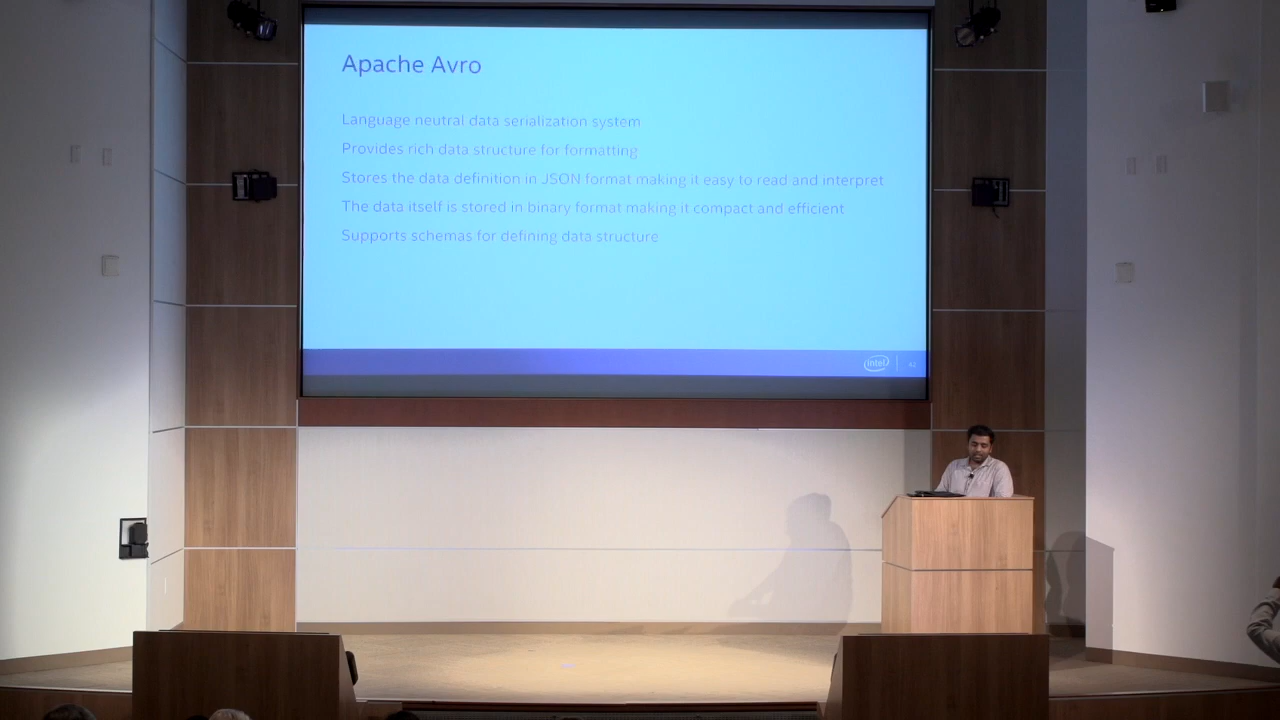 Apache Avro
Language neutral data serialization system
Provides rich data structure for formatting
Stores the data definition in JSON format making it easy to read and interpret
The data itself is stored in binary format making it compact and efficient
Supports schemas for defining data structure
intel
42